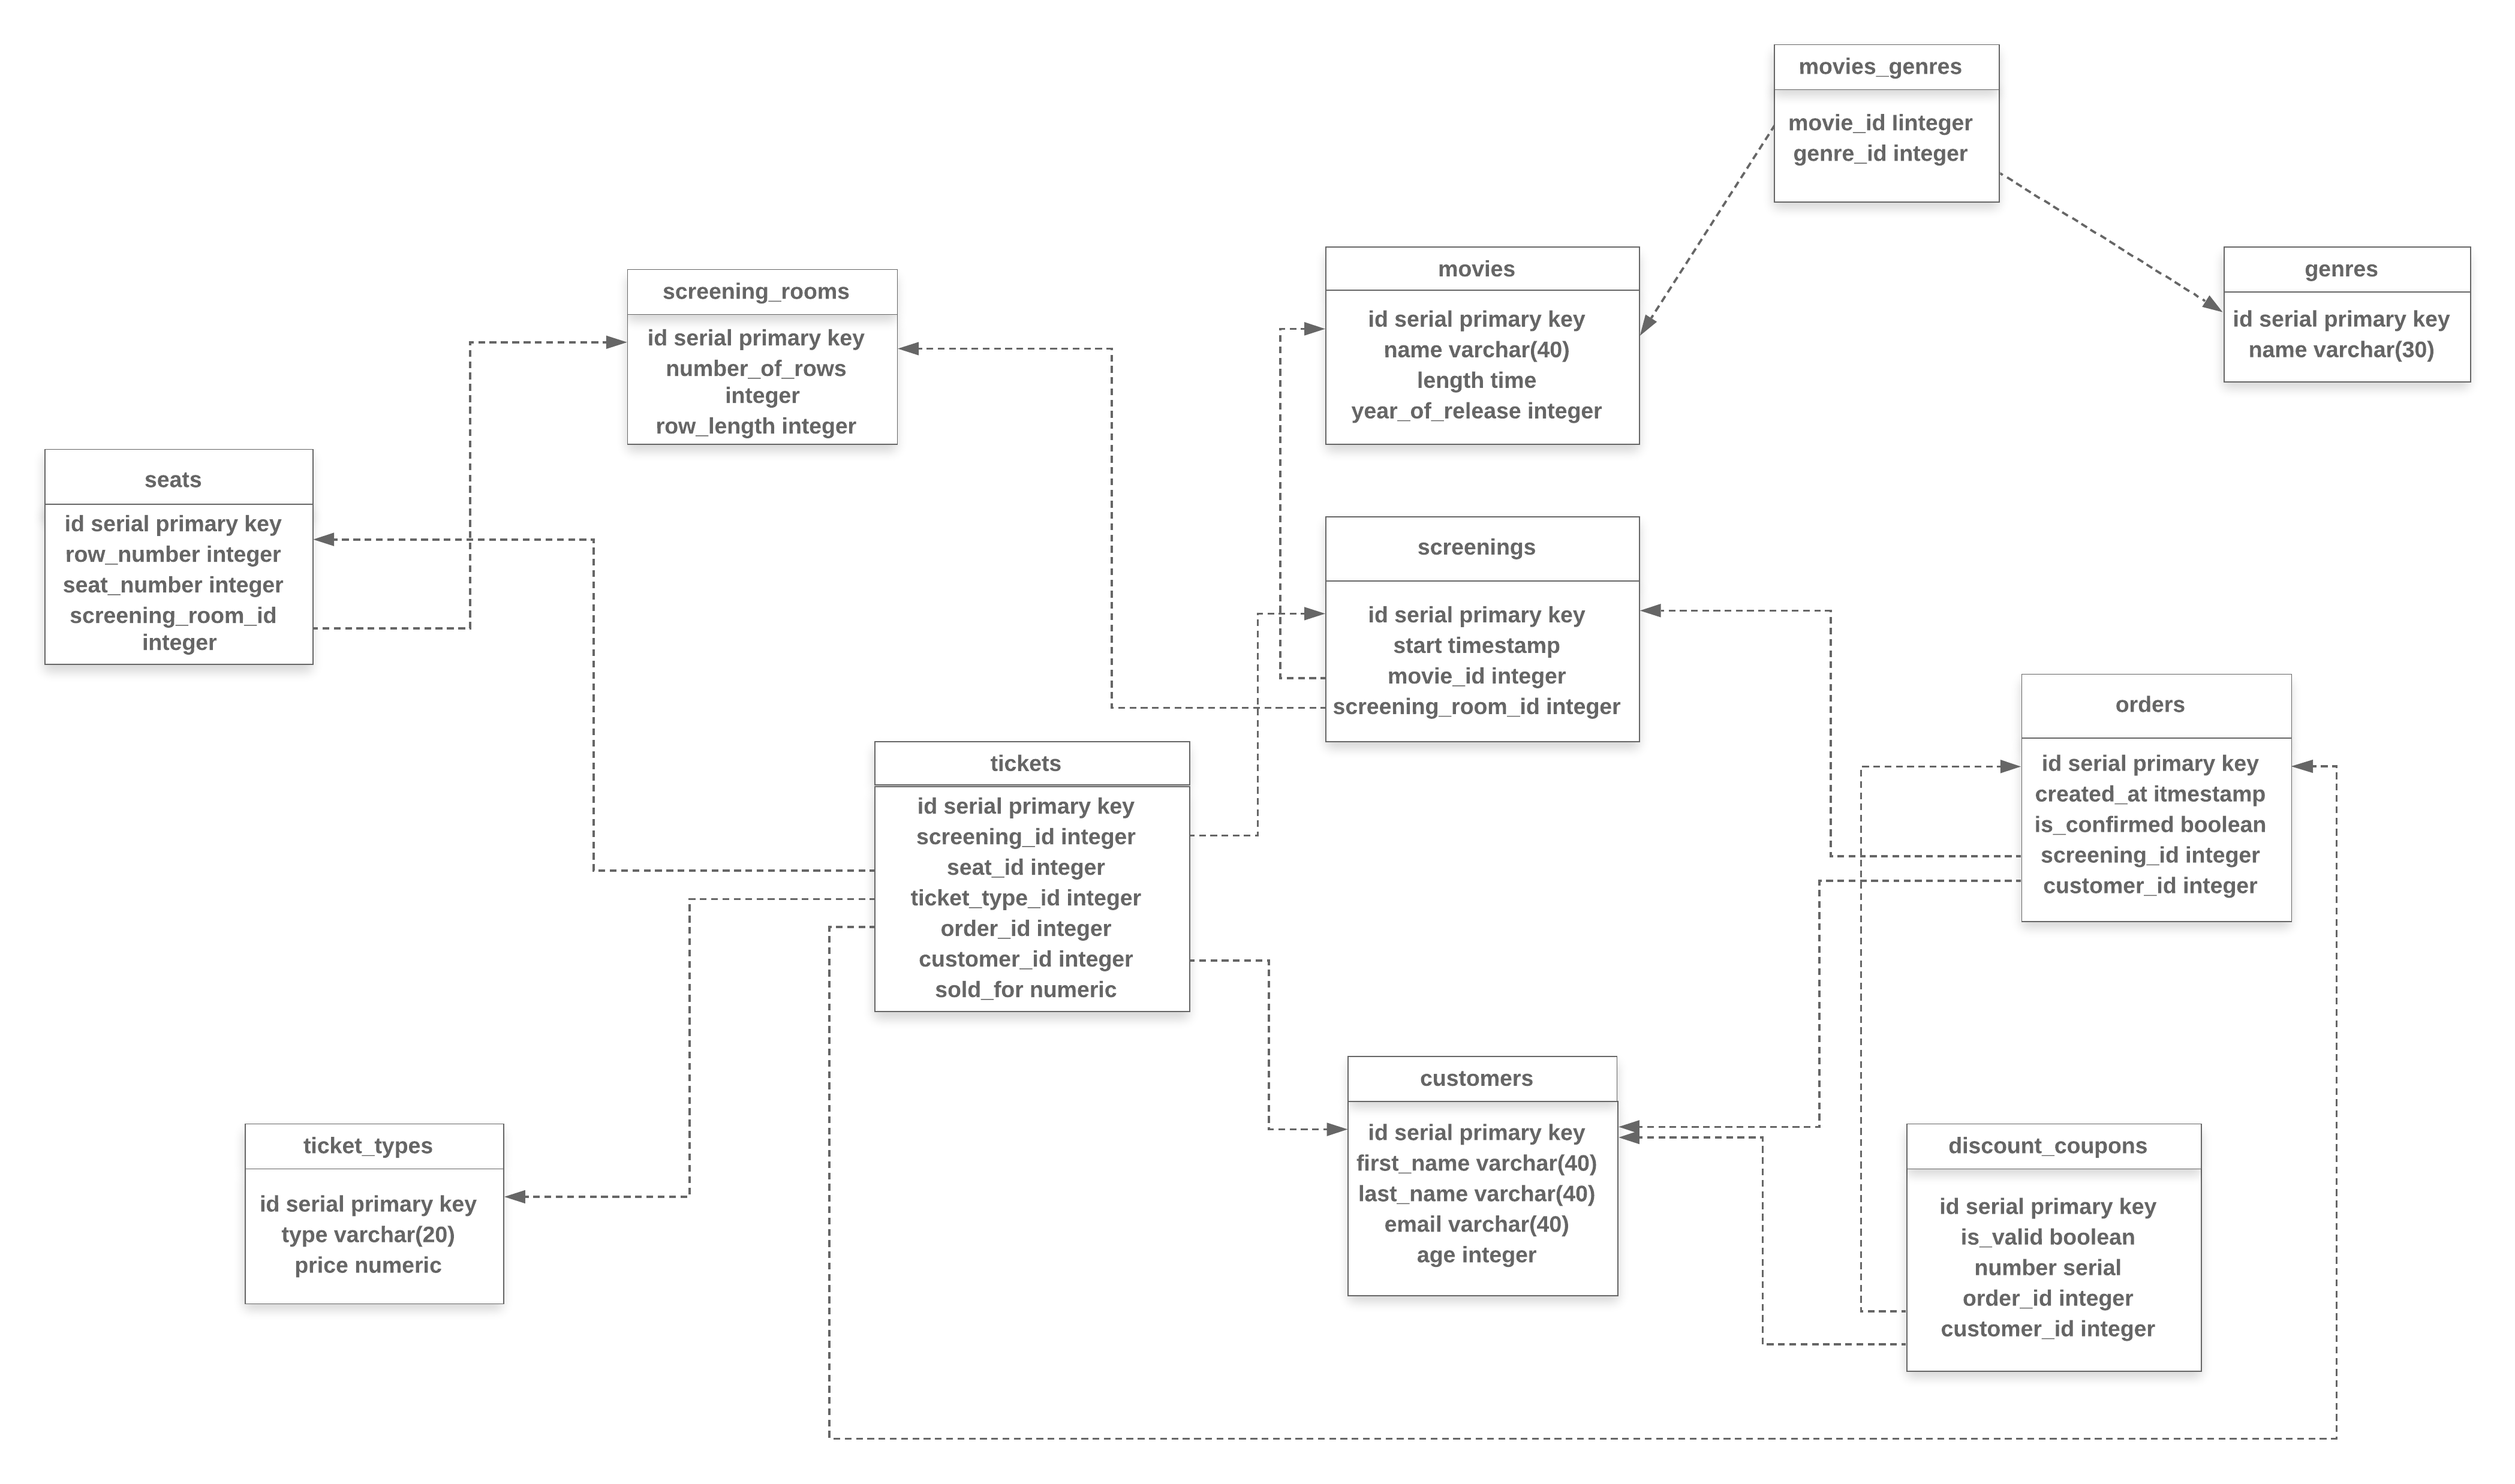 movies_genres
movie_id linteger
genre_id integer
movies
id serial primary key
name varchar(40)
length time
year_of_release integer
genres
id serial primary key
name varchar(30)
screening_rooms
id serial primary key
number_of_rows
integer
row_length integer
seats
id serial primary key
row_number integer
seat_number integer
screening_room_id
integer
screenings
id serial primary key
start timestamp
movie_id integer
screening_room_id integer
orders
id serial primary key
created_at itmestamp
is_confirmed boolean
screening_id integer
customer_id integer
tickets
id serial primary key
screening_id integer
seat_id integer
ticket_type_id integer
order_id integer
customer_id integer
sold_for numeric
customers
id serial primary key
first_name varchar(40)
last_name varchar(40)
email varchar(40)
age integer
ticket_types
id serial primary key
type varchar(20)
price numeric
discount_coupons
id serial primary key
is_valid boolean
number serial
order_id integer
customer_id integer